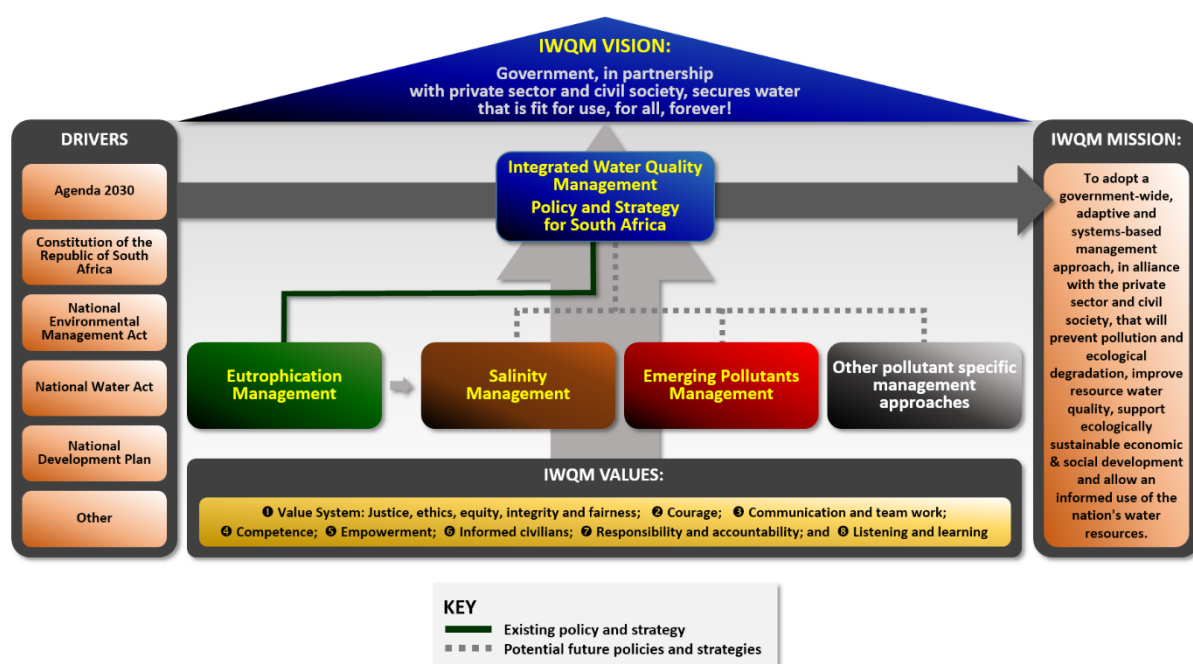 IWQM VISION:
Government, in partnership
with private sector and civil society, secures water
that is fit for use, for all, forever!
DRIVERS
Agenda 2030
Constitution of the
Republic of South
Africa
National
Environmental
Management Act
National Water Act
National
Development Plan
Other
Integrated Water Quality
Management
Policy and Strategy
for South Africa
Eutrophication
Management
Salinity
Management
Emerging Pollutants
Management
Other pollutant specific
management
approaches
IWQM VALUES:
❶ Value System: Justice, ethics, equity, integrity and fairness; ❷ Courage; ❸ Communication and team work;
❹ Competence; ❺ Empowerment; ❻ Informed civilians; ❼ Responsibility and accountability; and ❽ Listening and learning
IWQM MISSION:
To adopt a
government-wide,
adaptive and
systems-based
management
approach, in alliance
with the private
sector and civil
society, that will
prevent pollution and
ecological
degradation, improve
resource water
quality, support
ecologically
sustainable economic
& social development
and allow an
informed use of the
nation's water
resources.
KEY
Existing policy and strategy
Potential future policies and strategies